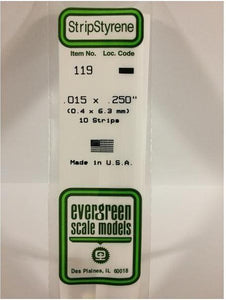 StripStyrene
Item No. Loc. Code
119
.015 x .250"
(0.4 x 6.3 mm)
10 Strips
Made in U.S.A.
evergreen
scale models
Des Plaines, IL 60018